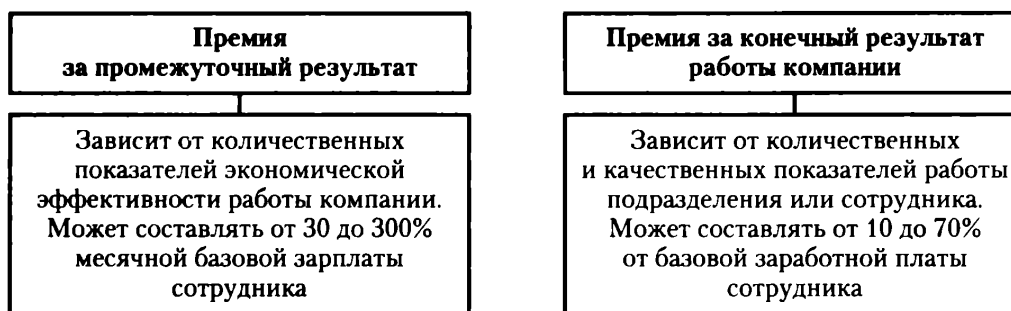 Премия
за промежуточный результат
Зависит от количественных
показателей экономической
эффективности работы компании.
Может составлять от 30 до 300%
месячной базовой зарплаты
сотрудника
Премия за конечный результат
работы компании
Зависит от количественных
и качественных показателей работы
подразделения или сотрудника.
Может составлять от 10 до 70%
от базовой заработной платы
сотрудника